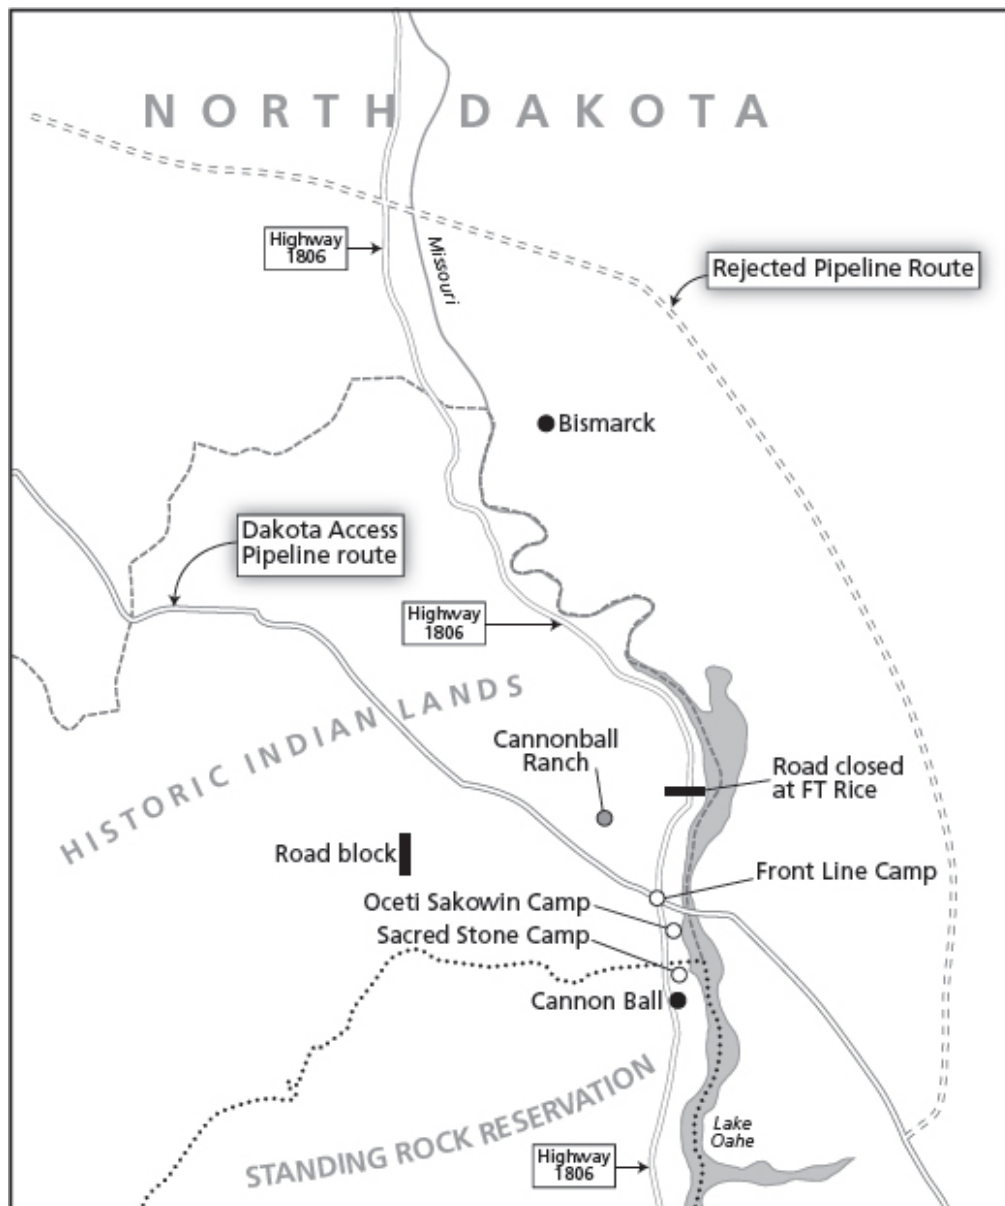 NORTH DAKOTA
Highway
1806
Missouri
Rejected Pipeline Route
Bismarck
Dakota Access
Pipeline route
Highway
1806
HISTORIC INDIAN LANDS
Cannonball
Ranch
Road closed
at FT Rice
Road block
Front Line Camp
Oceti Sakowin Camp
Sacred Stone Camp
Cannon Ball
STANDING ROCK RESERVATION
Lake
Oahe
Highway
1806